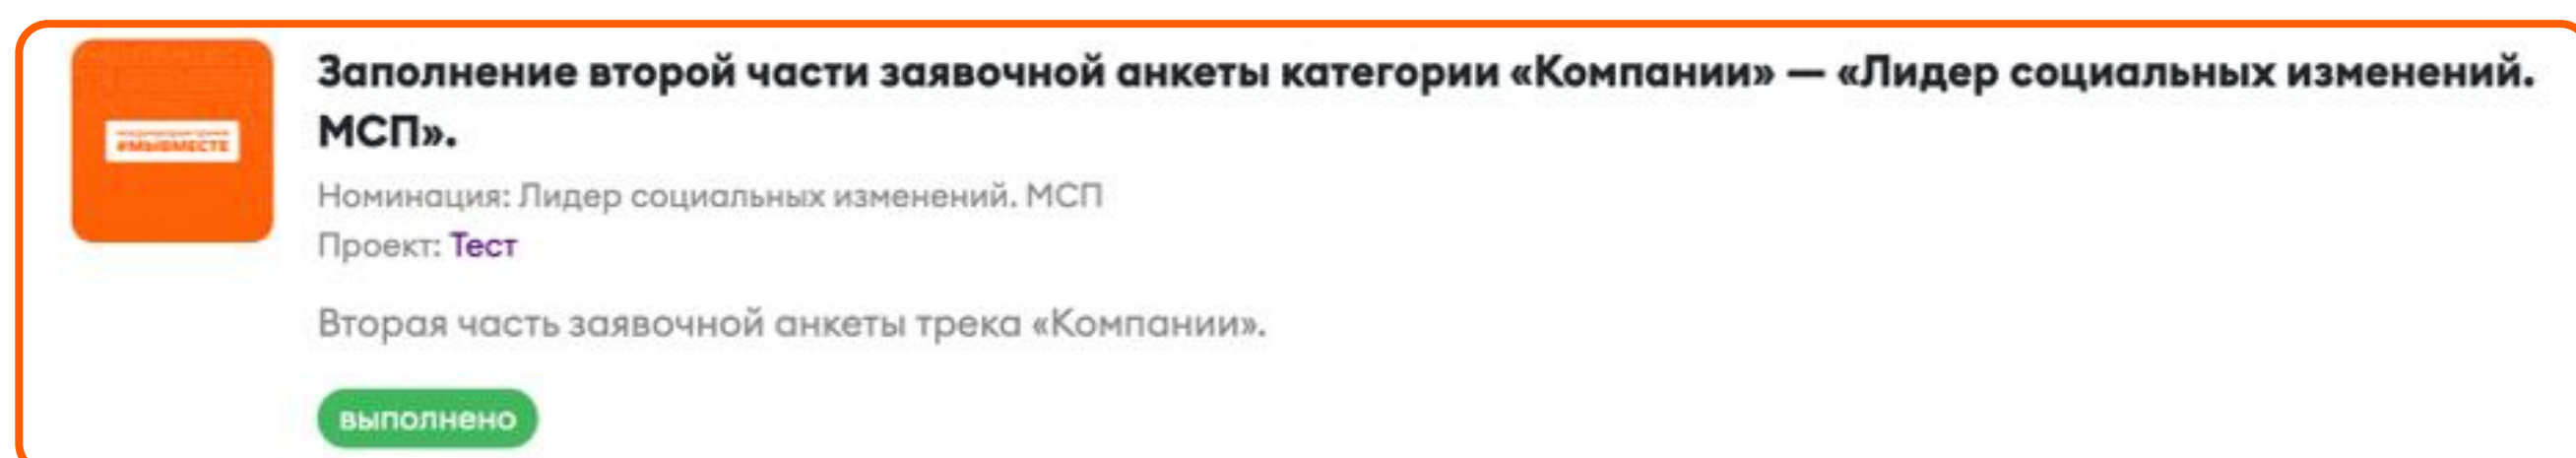 Заполнение второй части заявочной анкеты категории «Компании» — «Лидер социальных изменений.
МСП».
#МЫВМЕСТЕ
Номинация: Лидер социальных изменений. МСП
Проект: Тест
Вторая часть заявочной анкеты трека «Компании».
выполнено